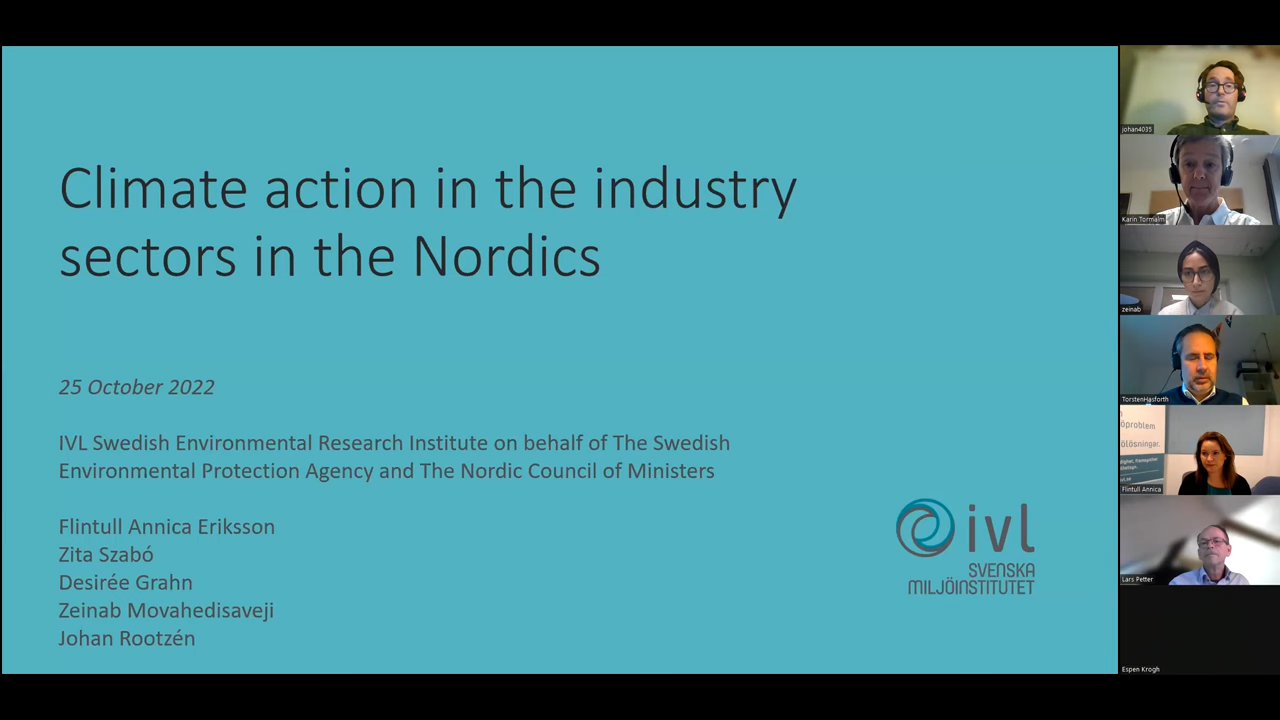 Climate action in the industry
sectors in the Nordics
25 October 2022
IVL Swedish Environmental Research Institute on behalf of The Swedish
Environmental Protection Agency and The Nordic Council of Ministers
Flintull Annica Eriksson
Zita Szabó
Desirée Grahn
Zeinab Movahedisaveji
Johan Rootzén
ivl
SVENSKA
MILJÖINSTITUTET
johan4035
Karin Tormalm
zeinab
TorstenHasforth
öproblem
ölösningar.
Flintull Annica
Lars Petter
Espen Krogh